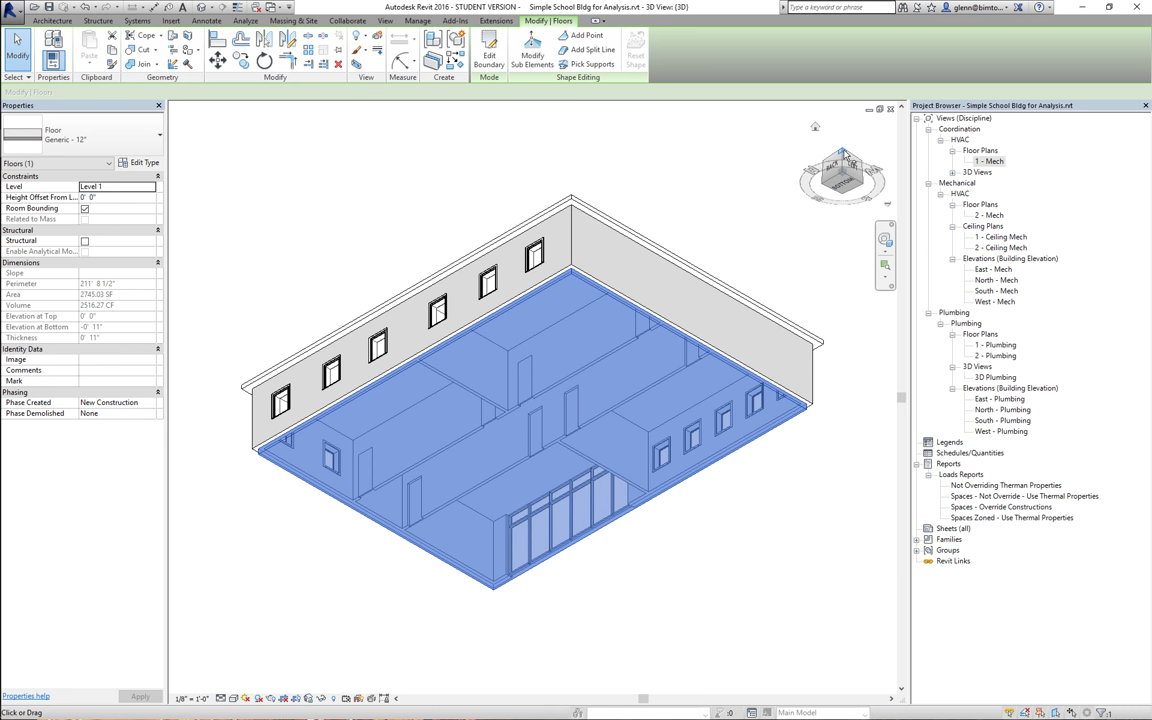 Autodesk Revit 2016 - STUDENT VERSION - Simple School Bldg for Analysis.rvt - 3D View: {3D}
Type a keyword or phrase
glenn@bimto...
Architecture Structure Systems Insert Annotate Analyze Massing & Site Collaborate View Manage Add-Ins Extensions Modify | Floors
Modify
Paste
Cope
Cut
Join
Edit Boundary
Modify Sub Elements
Add Point
Add Split Line
Pick Supports
Reset Shape
Select Properties Clipboard Geometry Modify View Measure Create Mode Shape Editing
Modify | Floors
Properties
Floor
Generic - 12"
Floors (1) Edit Type
Constraints
Level Level 1
Height Offset From L... 0' 0"
Room Bounding
Related to Mass
Structural
Structural
Enable Analytical Mo...
Dimensions
Slope
Perimeter 211' 8 1/2"
Area 2745.03 SF
Volume 2516.27 CF
Elevation at Top 0' 0"
Elevation at Bottom -0' 11"
Thickness 0' 11"
Identity Data
Image
Comments
Mark
Phasing
Phase Created New Construction
Phase Demolished None
Properties help Apply
BACK
BOTTOM
1/8" = 1'-0"
Project Browser - Simple School Bldg for Analysis.rvt
Views (Discipline)
Coordination
HVAC
Floor Plans
1 - Mech
3D Views
Mechanical
HVAC
Floor Plans
2 - Mech
Ceiling Plans
1 - Ceiling Mech
2 - Ceiling Mech
Elevations (Building Elevation)
East - Mech
North - Mech
South - Mech
West - Mech
Plumbing
Plumbing
Floor Plans
1 - Plumbing
2 - Plumbing
3D Views
3D Plumbing
Elevations (Building Elevation)
East - Plumbing
North - Plumbing
South - Plumbing
West - Plumbing
Legends
Schedules/Quantities
Reports
Loads Reports
Not Overriding Therman Properties
Spaces - Not Override - Use Thermal Properties
Spaces - Override Constructions
Spaces Zoned - Use Thermal Properties
Sheets (all)
Families
Groups
Revit Links
Click or Drag
:0
Main Model
:1